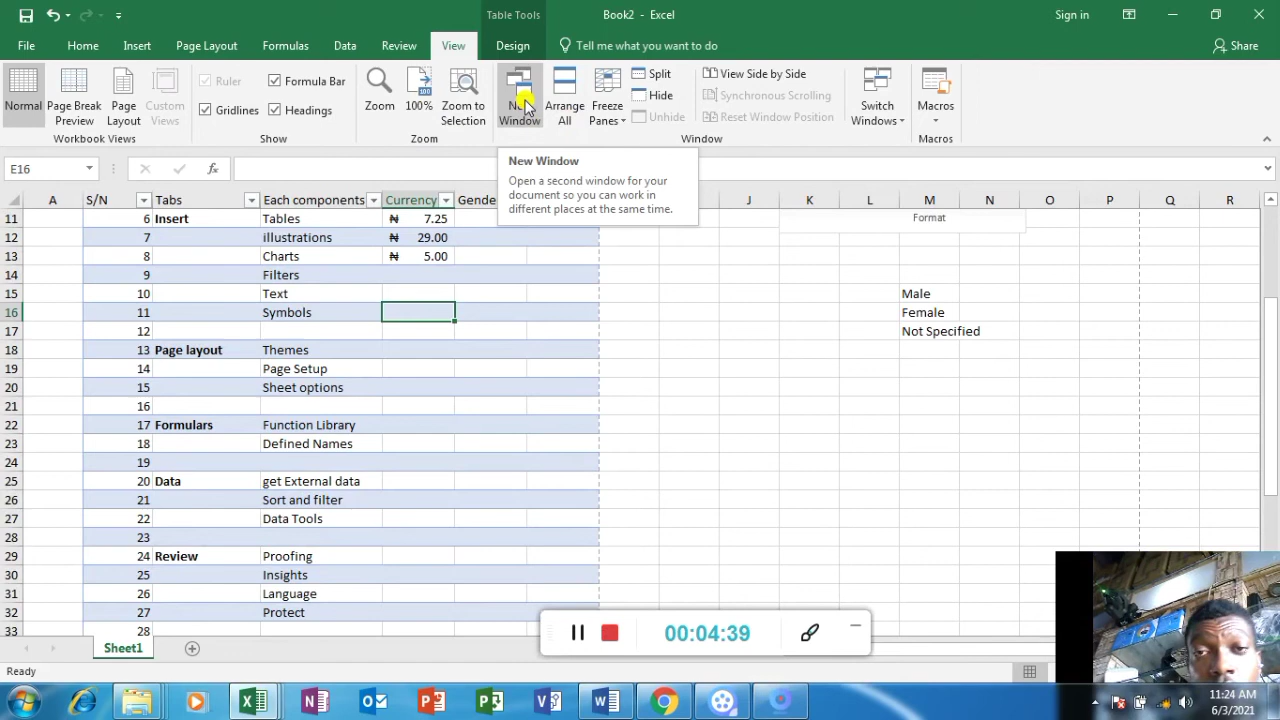 Table Tools
Book2 - Excel
Sign in
File Home Insert Page Layout Formulas Data Review View Design Tell me what you want to do Share
Normal
Page Break Preview
Page Layout
Custom Views
Ruler
Formula Bar
Gridlines
Headings
Zoom
100
100%
Zoom to Selection
New Window
Arrange All
Freeze Panes
Split
Hide
Unhide
View Side by Side
Synchronous Scrolling
Reset Window Position
Switch Windows
Macros
Workbook Views
Show
Zoom
Window
Macros
E16
fx
New Window
Open a second window for your
document so you can work in
different places at the same time.
A S/N Tabs Each components Currency Gende J K L M N O P Q R
11 6 Insert Tables ₦ 7.25 Format
12 7 illustrations ₦ 29.00
13 8 Charts ₦ 5.00
14 9 Filters
15 10 Text Male
16 11 Symbols Female
17 12 Not Specified
18 13 Page layout Themes
19 14 Page Setup
20 15 Sheet options
21 16
22 17 Formulars Function Library
23 18 Defined Names
24 19
25 20 Data get External data
26 21 Sort and filter
27 22 Data Tools
28 23
29 24 Review Proofing
30 25 Insights
31 26 Language
32 27 Protect
33 28
00:04:39
Sheet1
Ready
11:24 AM
6/3/2021